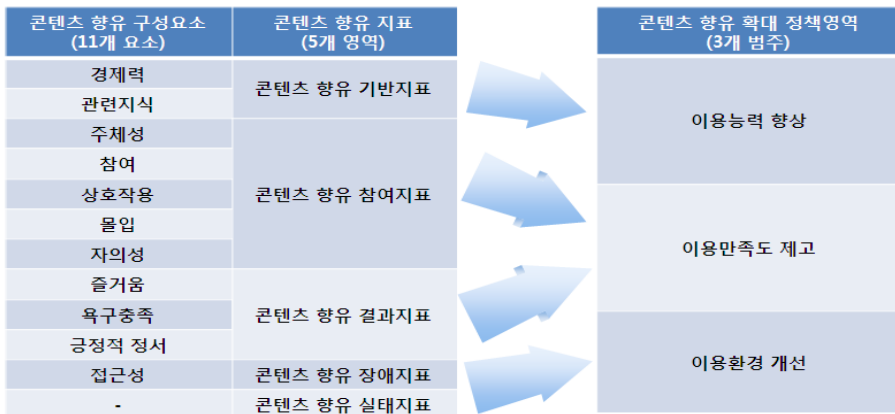 콘텐츠 향유 구성요소
(11개 요소)
콘텐츠 향유 지표
(5개 영역)
콘텐츠 향유 확대 정책영역
(3개 범주)
경제력
관련지식
콘텐츠 향유 기반지표
주체성
참여
상호작용
몰입
자의성
콘텐츠 향유 참여지표
즐거움
욕구충족
긍정적 정서
콘텐츠 향유 결과지표
접근성
콘텐츠 향유 장애지표
-
콘텐츠 향유 실태지표
이용능력 향상
이용만족도 제고
이용환경 개선